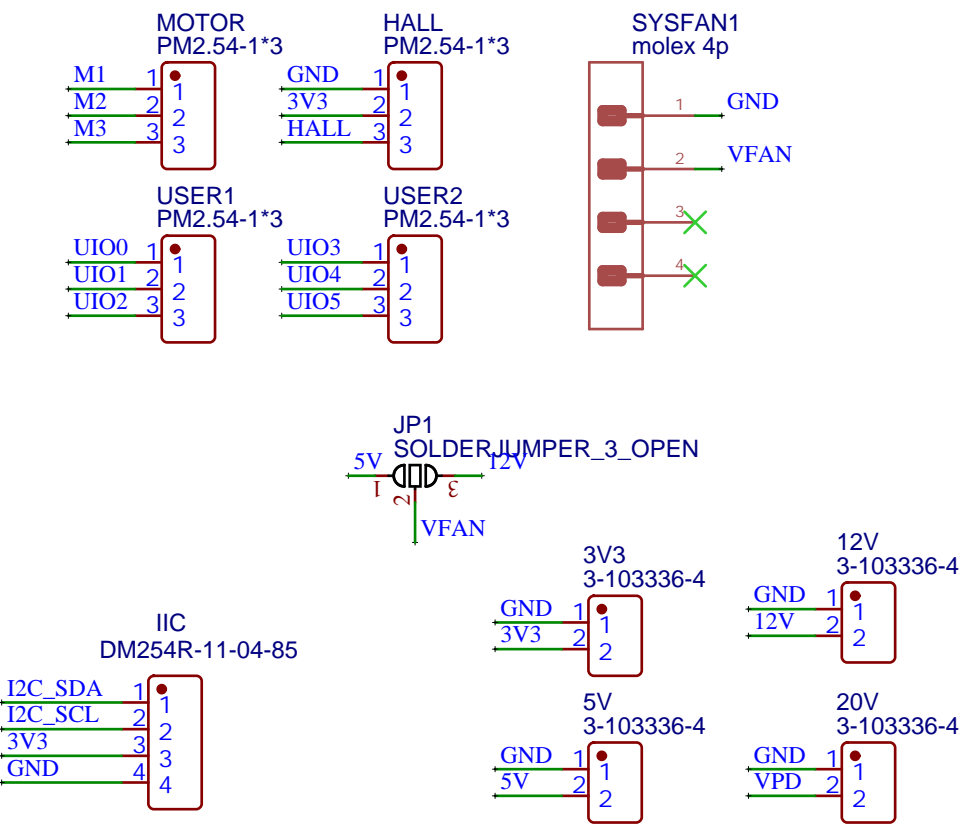 MOTOR
PM2.54-1*3
M1 1 1
M2 2 2
M3 3 3
HALL
PM2.54-1*3
GND 1 1
3V3 2 2
HALL 3 3
SYSFAN1
molex 4p
1 GND
2 VFAN
3
4
USER1
PM2.54-1*3
UIO0 1 1
UIO1 2 2
UIO2 3 3
USER2
PM2.54-1*3
UIO3 1 1
UIO4 2 2
UIO5 3 3
JP1
SOLDERJUMPER_3_OPEN
5V 12V
1 2 3
VFAN
3V3
3-103336-4
GND 1 1
3V3 2 2
12V
3-103336-4
GND 1 1
12V 2 2
IIC
DM254R-11-04-85
I2C_SDA 1 1
I2C_SCL 2 2
3V3 3 3
GND 4 4
5V
3-103336-4
GND 1 1
5V 2 2
20V
3-103336-4
GND 1 1
VPD 2 2